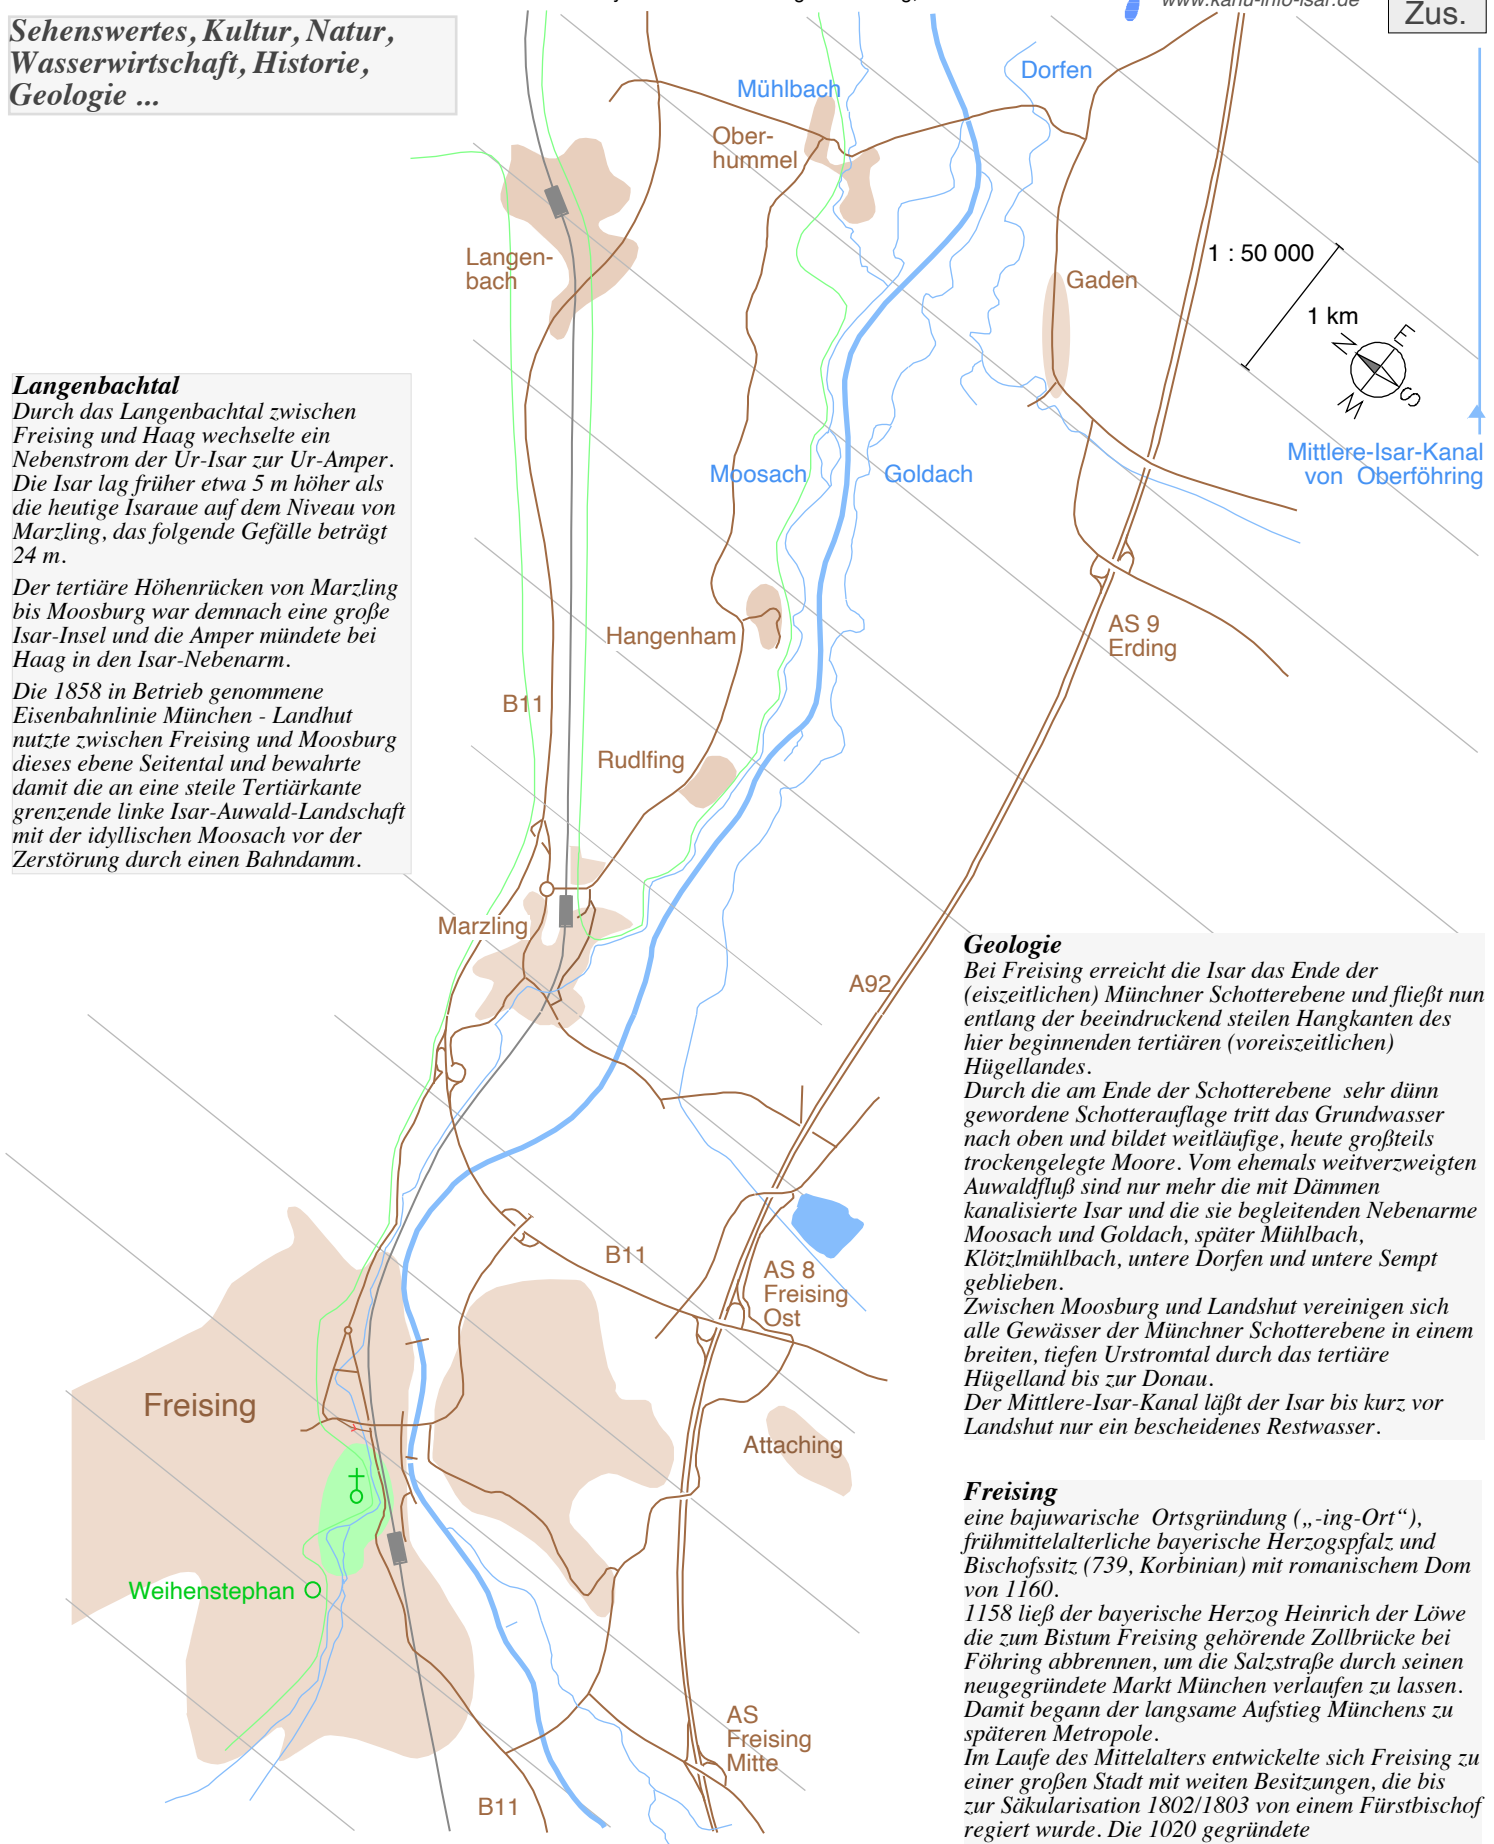 www.kanu-info-isar.de
Zus.
Sehenswertes, Kultur, Natur,
Wasserwirtschaft, Historie,
Geologie ...
Mühlbach
Dorfen
Ober-
hummel
Langen-
bach
Gaden
1 : 50 000
1 km
N
E
S
W
Mittlere-Isar-Kanal
von Oberföhring
Moosach
Goldach
Langenbachtal
Durch das Langenbachtal zwischen
Freising und Haag wechselte ein
Nebenstrom der Ur-Isar zur Ur-Amper.
Die Isar lag früher etwa 5 m höher als
die heutige Isaraue auf dem Niveau von
Marzling, das folgende Gefälle beträgt
24 m.
Der tertiäre Höhenrücken von Marzling
bis Moosburg war demnach eine große
Isar-Insel und die Amper mündete bei
Haag in den Isar-Nebenarm.
Die 1858 in Betrieb genommene
Eisenbahnlinie München - Landhut
nutzte zwischen Freising und Moosburg
dieses ebene Seitental und bewahrte
damit die an eine steile Tertiärkante
grenzende linke Isar-Auwald-Landschaft
mit der idyllischen Moosach vor der
Zerstörung durch einen Bahndamm.
Hangenham
AS 9
Erding
B11
Rudlfing
Marzling
A92
Geologie
Bei Freising erreicht die Isar das Ende der
(eiszeitlichen) Münchner Schotterebene und fließt nun
entlang der beeindruckend steilen Hangkanten des
hier beginnenden tertiären (voreiszeitlichen)
Hügellandes.
Durch die am Ende der Schotterebene sehr dünn
gewordene Schotterauflage tritt das Grundwasser
nach oben und bildet weitläufige, heute großteils
trockengelegte Moore. Vom ehemals weitverzweigten
Auwaldfluß sind nur mehr die mit Dämmen
kanalisierte Isar und die sie begleitenden Nebenarme
Moosach und Goldach, später Mühlbach,
Klötzlmühlbach, untere Dorfen und untere Sempt
geblieben.
Zwischen Moosburg und Landshut vereinigen sich
alle Gewässer der Münchner Schotterebene in einem
breiten, tiefen Urstromtal durch das tertiäre
Hügelland bis zur Donau.
Der Mittlere-Isar-Kanal läßt der Isar bis kurz vor
Landshut nur ein bescheidenes Restwasser.
B11
AS 8
Freising
Ost
Freising
Attaching
Weihenstephan
AS
Freising
Mitte
B11
Freising
eine bajuwarische Ortsgründung („-ing-Ort“),
frühmittelalterliche bayerische Herzogspfalz und
Bischofssitz (739, Korbinian) mit romanischem Dom
von 1160.
1158 ließ der bayerische Herzog Heinrich der Löwe
die zum Bistum Freising gehörende Zollbrücke bei
Föhring abbrennen, um die Salzstraße durch seinen
neugegründete Markt München verlaufen zu lassen.
Damit begann der langsame Aufstieg Münchens zu
späteren Metropole.
Im Laufe des Mittelalters entwickelte sich Freising zu
einer großen Stadt mit weiten Besitzungen, die bis
zur Säkularisation 1802/1803 von einem Fürstbischof
regiert wurde. Die 1020 gegründete